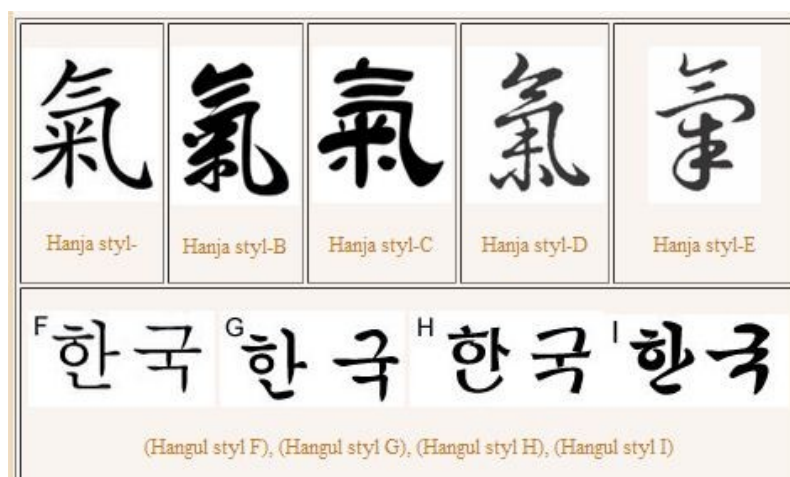 氣 氣 氣 氣 氣
Hanja styl- Hanja styl-B Hanja styl-C Hanja styl-D Hanja styl-E
F 한국 G 한국 H 한국 I 한국
(Hangul styl F), (Hangul styl G), (Hangul styl H), (Hangul styl I)